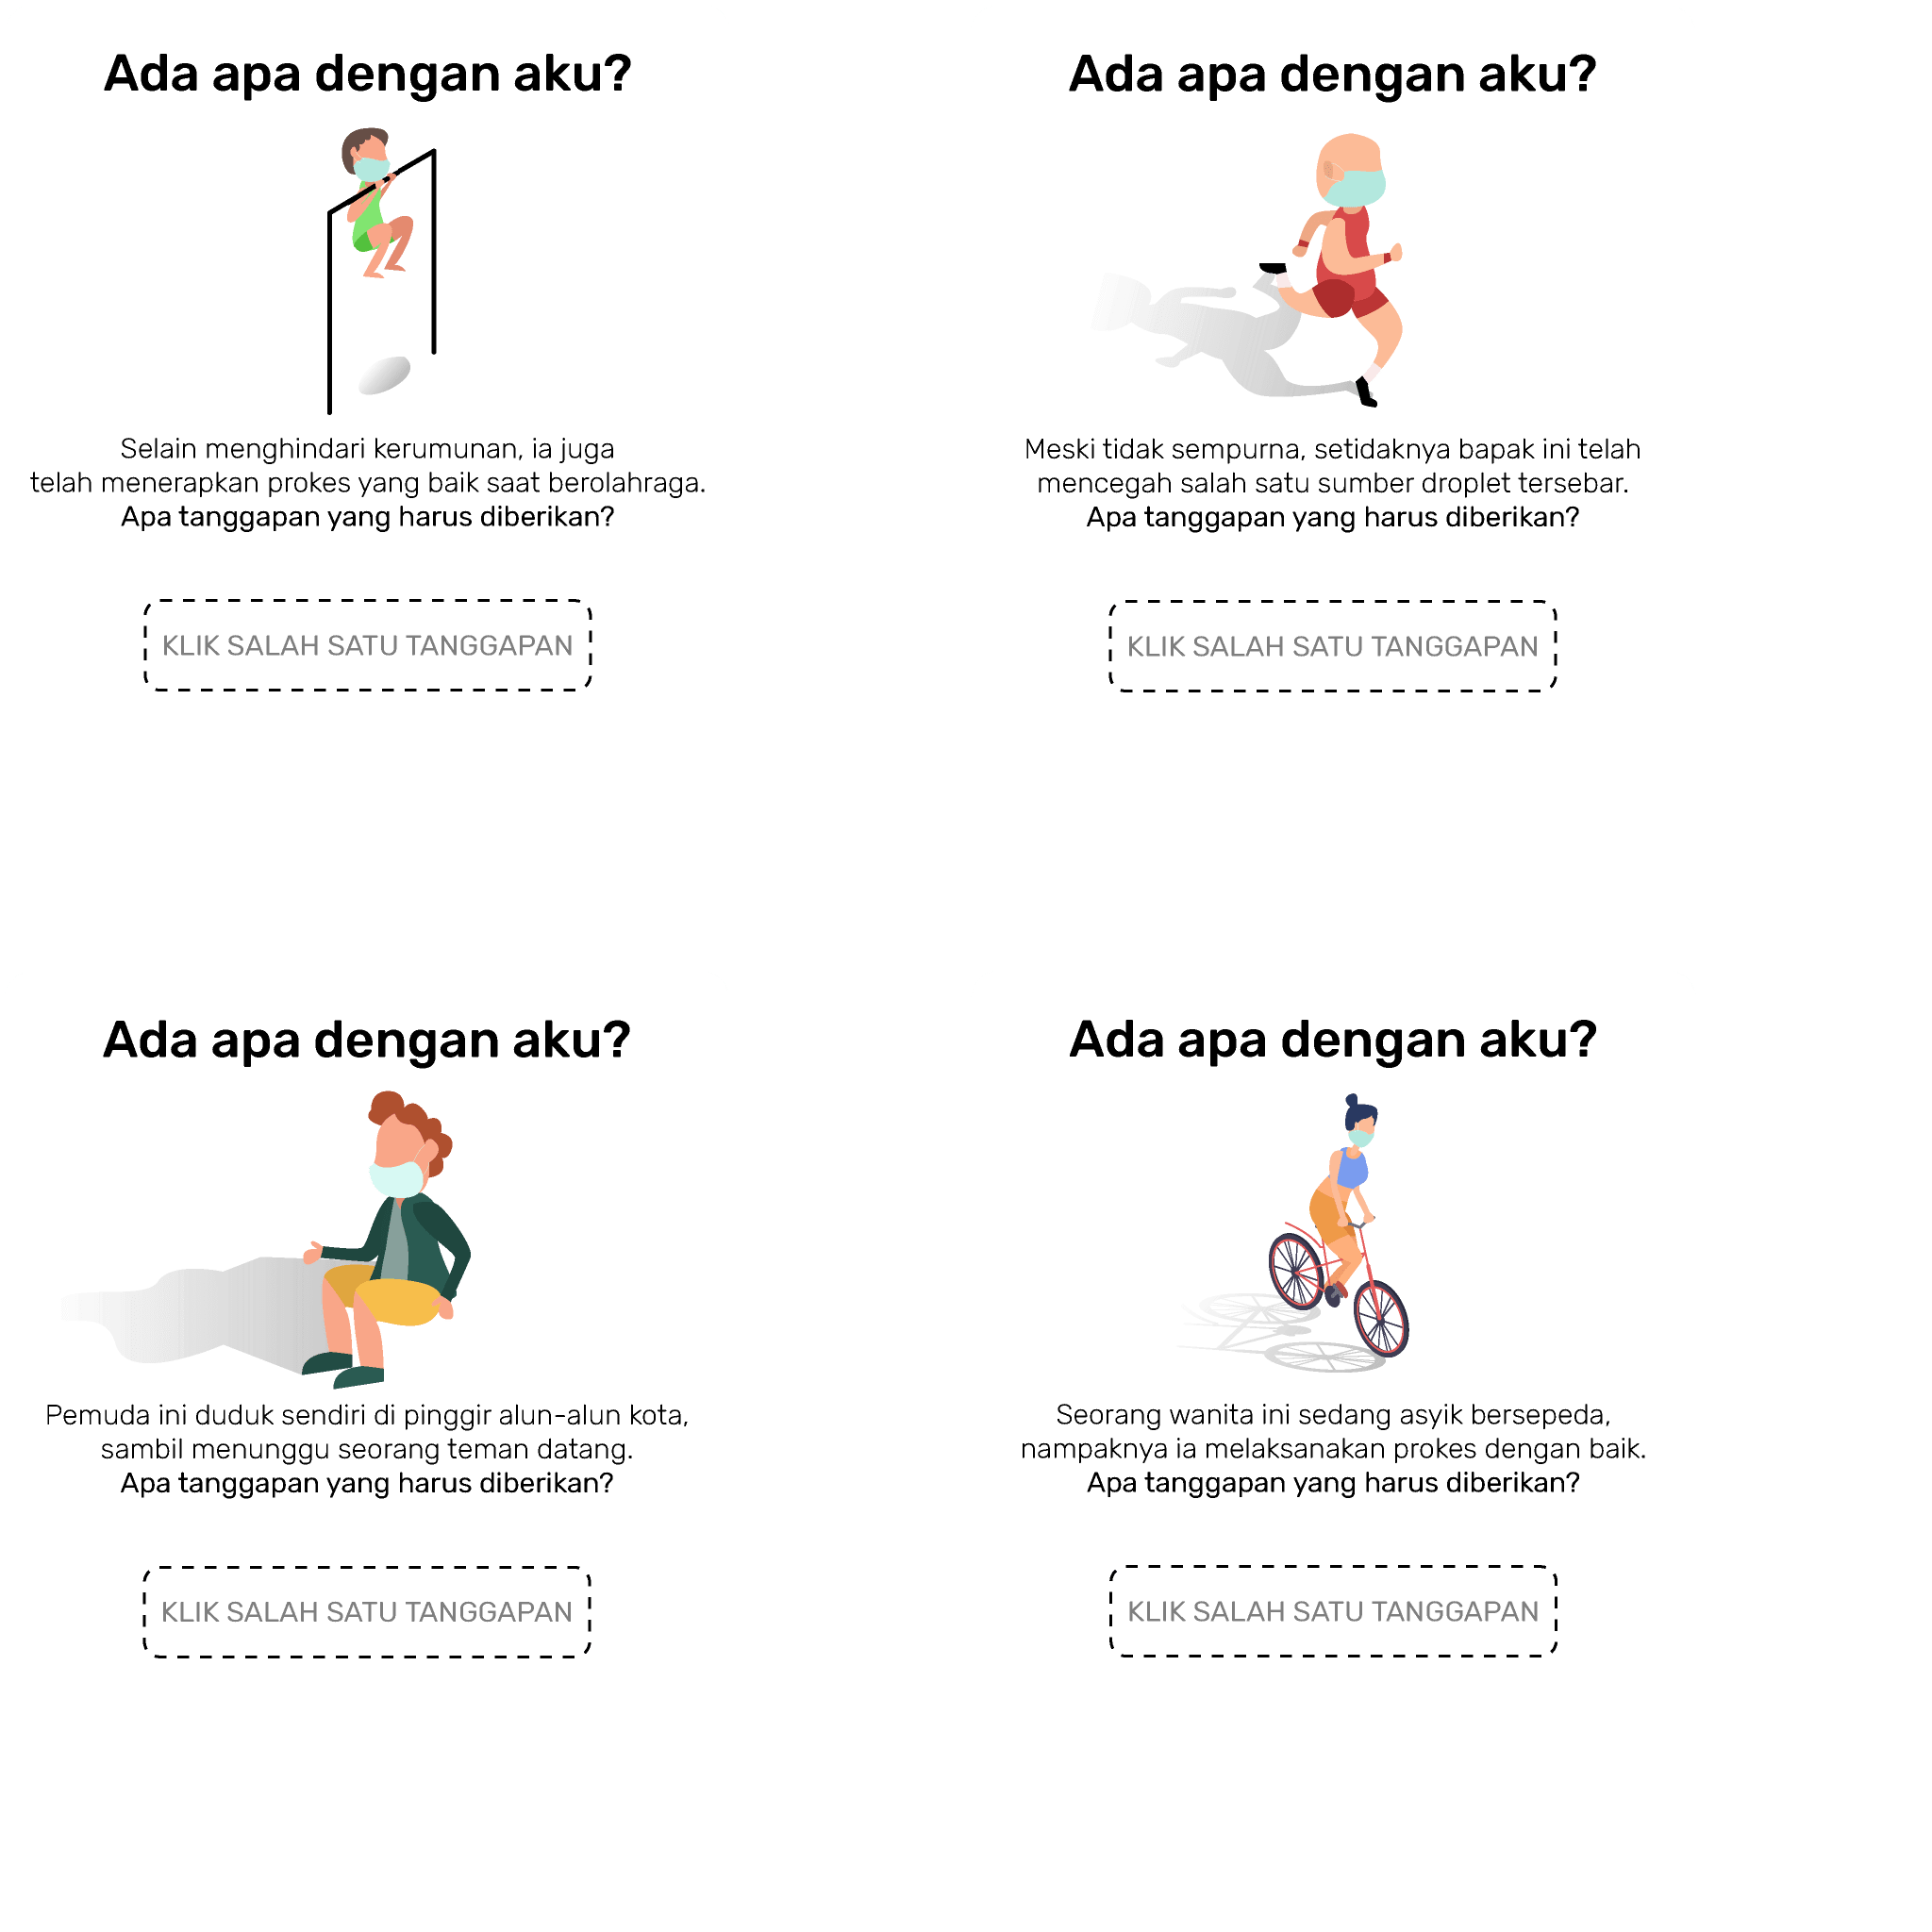 Ada apa dengan aku?
Selain menghindari kerumunan, ia juga
telah menerapkan prokes yang baik saat berolahraga.
Apa tanggapan yang harus diberikan?
KLIK SALAH SATU TANGGAPAN
Ada apa dengan aku?
Meski tidak sempurna, setidaknya bapak ini telah
mencegah salah satu sumber droplet tersebar.
Apa tanggapan yang harus diberikan?
KLIK SALAH SATU TANGGAPAN
Ada apa dengan aku?
Pemuda ini duduk sendiri di pinggir alun-alun kota,
sambil menunggu seorang teman datang.
Apa tanggapan yang harus diberikan?
KLIK SALAH SATU TANGGAPAN
Ada apa dengan aku?
Seorang wanita ini sedang asyik bersepeda,
nampaknya ia melaksanakan prokes dengan baik.
Apa tanggapan yang harus diberikan?
KLIK SALAH SATU TANGGAPAN